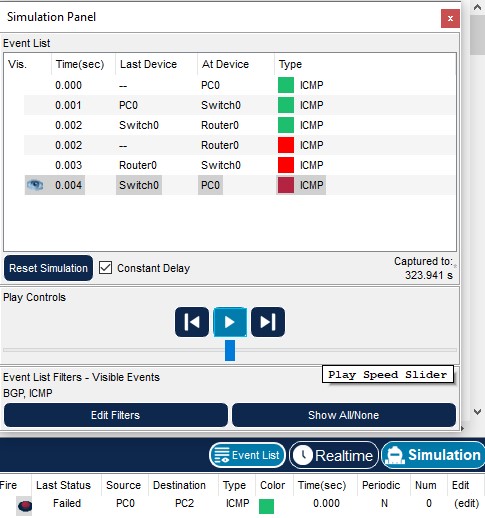 Simulation Panel
x
Event List
Vis. Time(sec) Last Device At Device Type
0.000 -- PC0 ICMP
0.001 PC0 Switch0 ICMP
0.002 Switch0 Router0 ICMP
0.002 -- Router0 ICMP
0.003 Router0 Switch0 ICMP
0.004 Switch0 PC0 ICMP
Reset Simulation Constant Delay Captured to:
323.941 s
Play Controls
Play Speed Slider
Event List Filters - Visible Events
BGP, ICMP
Edit Filters Show All/None
Event List Realtime Simulation
Fire Last Status Source Destination Type Color Time(sec) Periodic Num Edit
Failed PC0 PC2 ICMP 0.000 N 0 (edit)